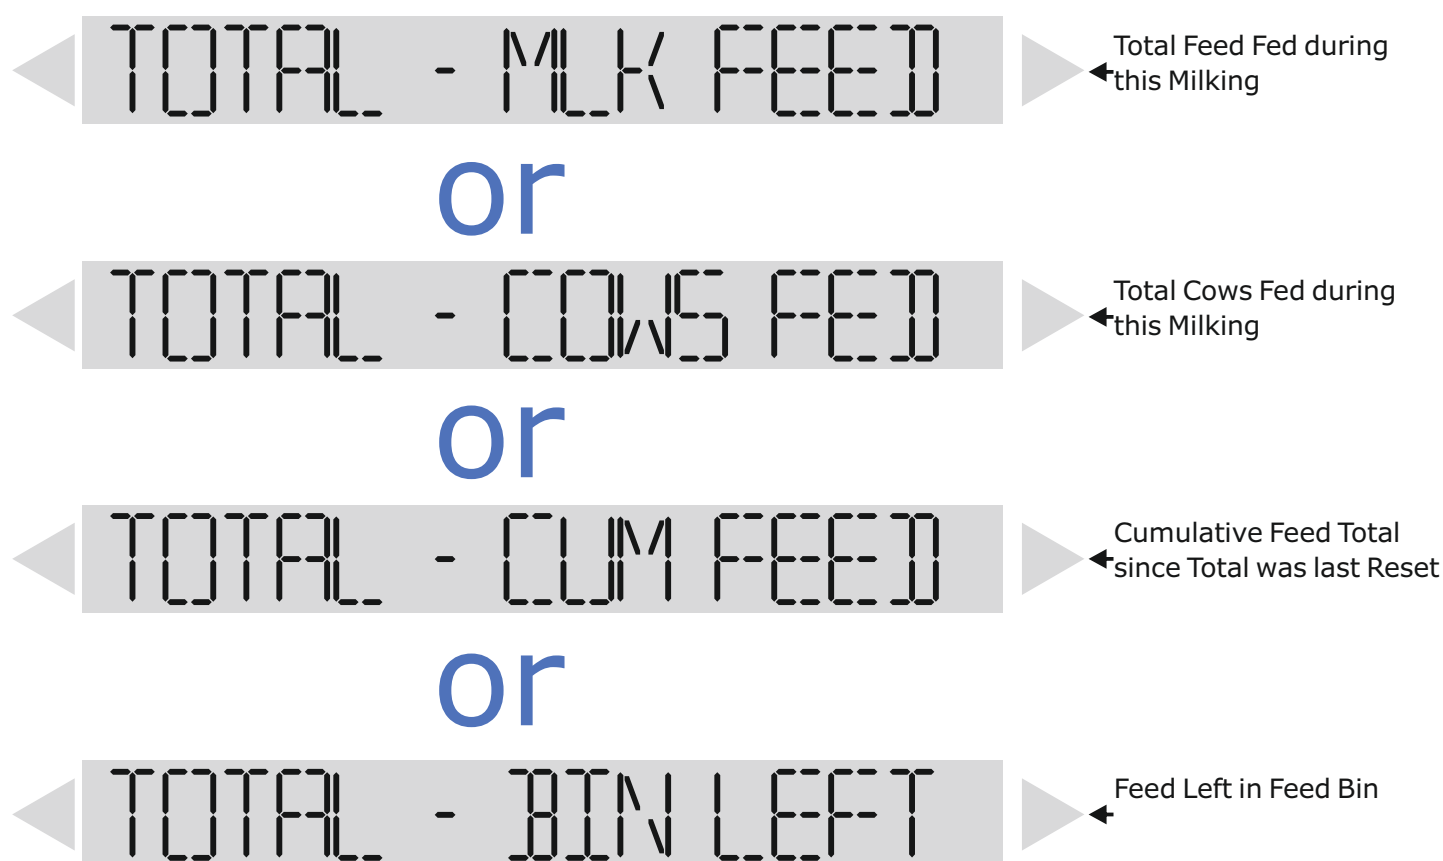 TOTAL - MLK FEED
Total Feed Fed during
this Milking
or
TOTAL - COWS FED
Total Cows Fed during
this Milking
or
TOTAL - CUM FEED
Cumulative Feed Total
since Total was last Reset
or
TOTAL - BIN LEFT
Feed Left in Feed Bin